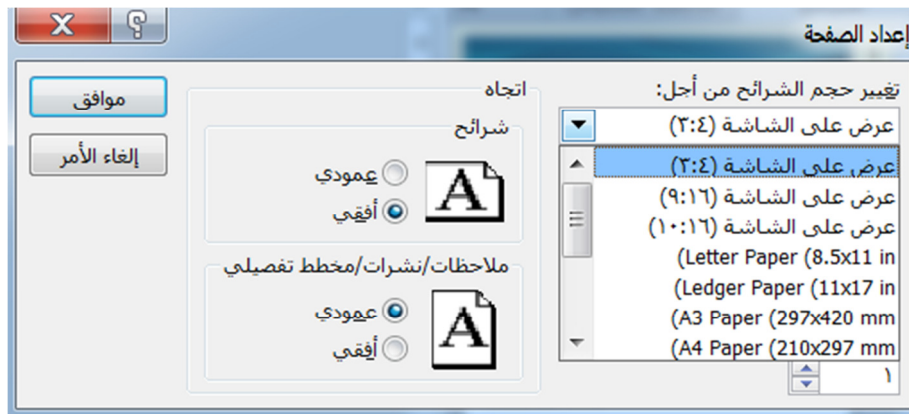 إعداد الصفحة
تغيير حجم الشرائح من أجل:
عرض على الشاشة (٣:٤)
عرض على الشاشة (٣:٤)
عرض على الشاشة (٩:١٦)
عرض على الشاشة (١٠:١٦)
Letter Paper (8.5x11 in)
Ledger Paper (11x17 in)
A3 Paper (297x420 mm)
A4 Paper (210x297 mm)
١
اتجاه
شرائح
A
عمودي
أفقي
ملاحظات/نشرات/مخطط تفصيلي
A
عمودي
أفقي
موافق
إلغاء الأمر